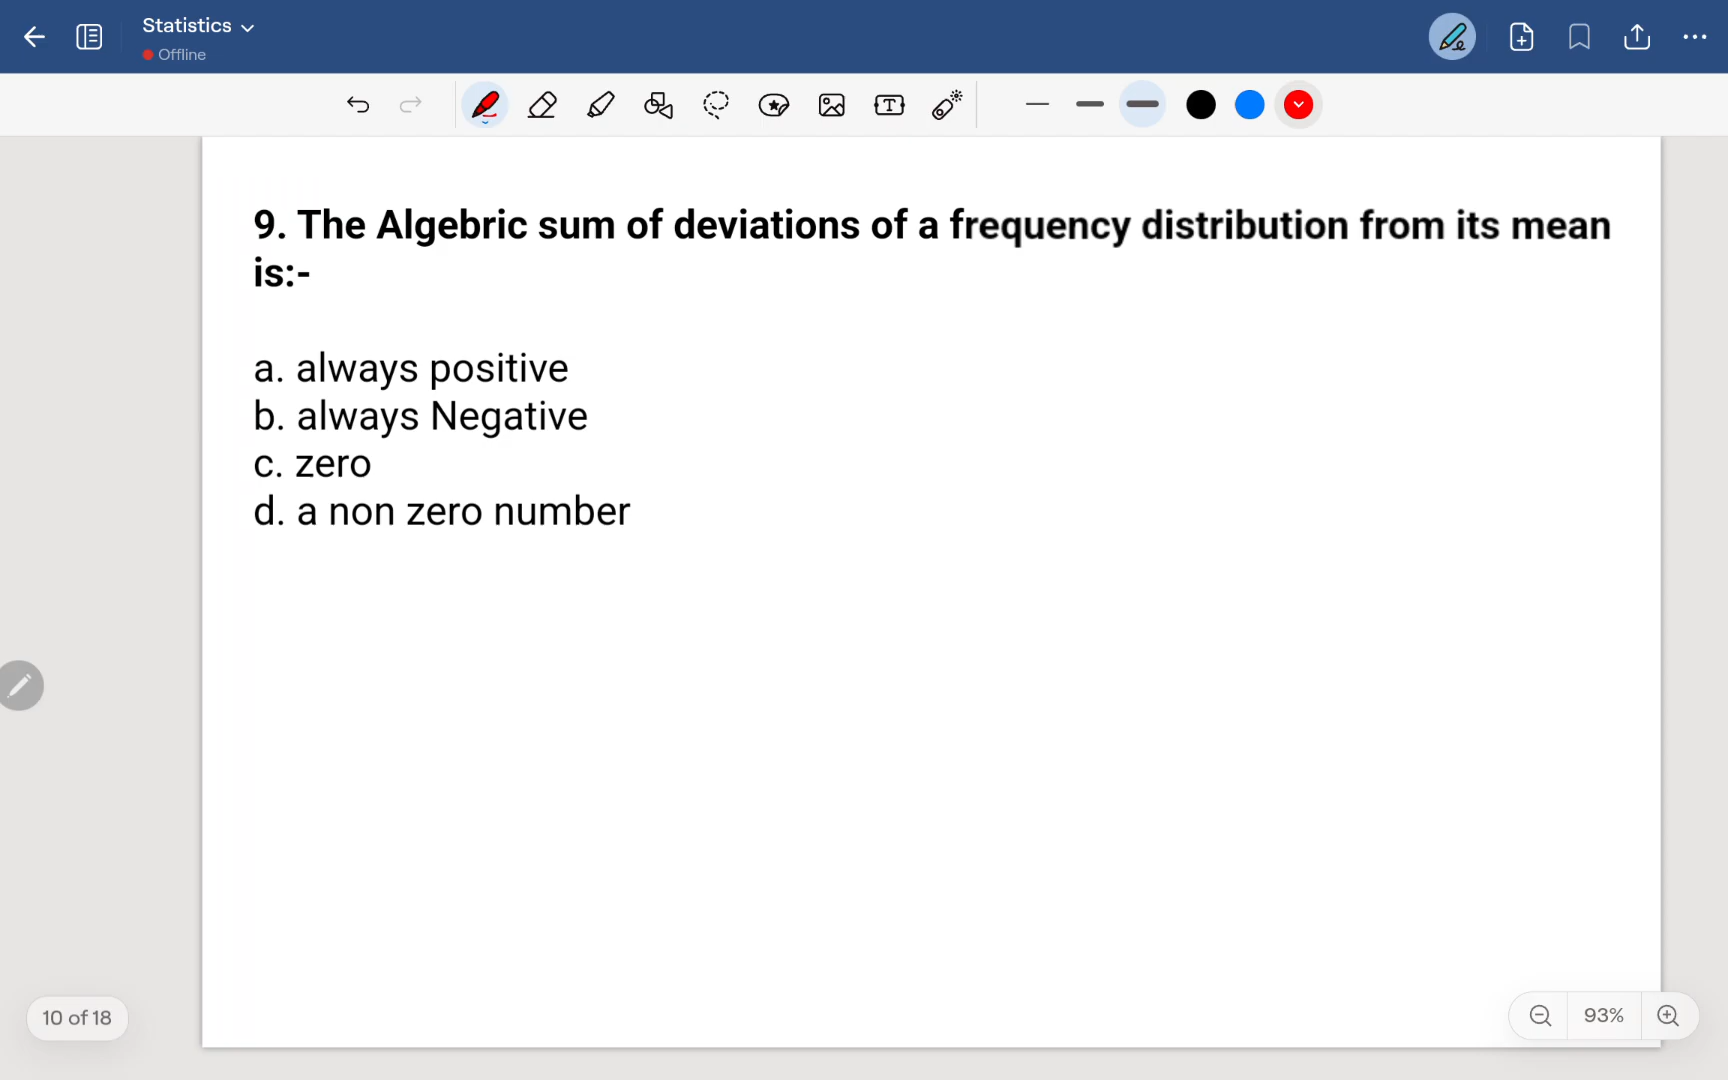 Statistics
Offline
9. The Algebric sum of deviations of a frequency distribution from its mean
is:-
a. always positive
b. always Negative
c. zero
d. a non zero number
10 of 18
93%